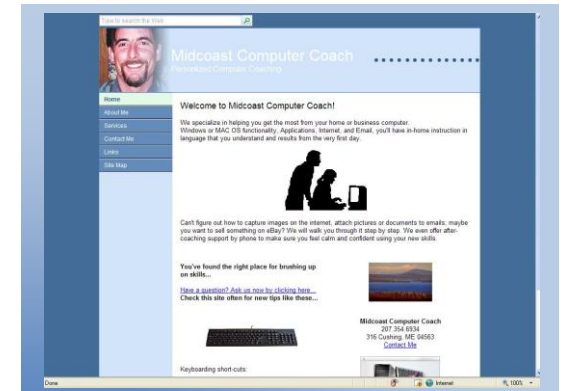 Type to search the Web
Midcoast Computer Coach
Personalized Computer Coaching
Home
About Me
Services
Contact Me
Links
Site Map
Welcome to Midcoast Computer Coach!
We specialize in helping you get the most from your home or business computer.
Windows or MAC OS functionality, Applications, Internet, and Email, you'll have in-home instruction in
language that you understand and results from the very first day.
Can't figure out how to capture images on the internet, attach pictures or documents to emails, maybe
you want to sell something on eBay? We will walk you through it step by step. We even offer after-
coaching support by phone to make sure you feel calm and confident using your new skills.
You've found the right place for brushing up
on skills...
Have a question? Ask us now by clicking here...
Check this site often for new tips like these...
Midcoast Computer Coach
207.354.6934
316 Cushing, ME 04563
Contact Me
Keyboarding short-cuts:
Done
Internet
100%